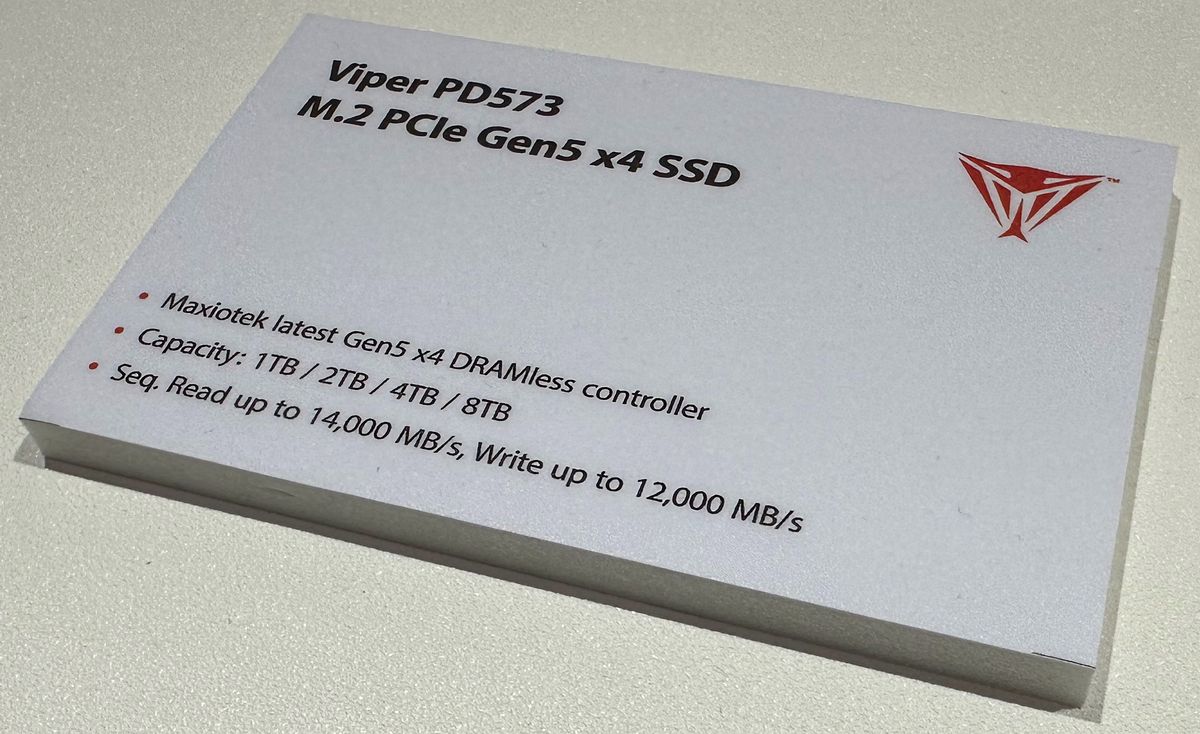 Viper PD573
M.2 PCIe Gen5 x4 SSD
TM
• Maxiotek latest Gen5 x4 DRAMless controller
• Capacity: 1TB / 2TB / 4TB / 8TB
• Seq. Read up to 14,000 MB/s, Write up to 12,000 MB/s